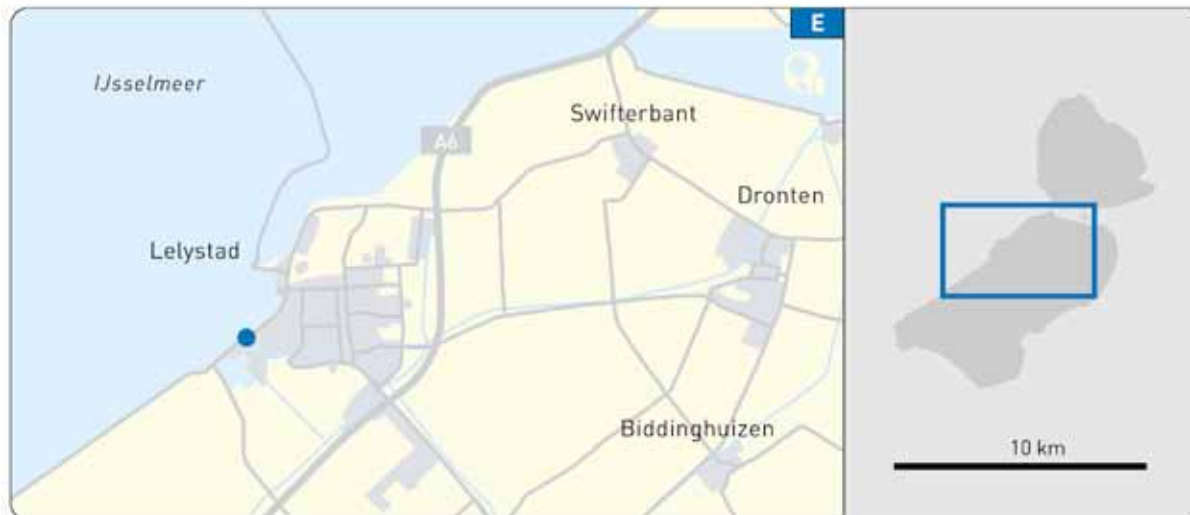 E
IJsselmeer
Swifterbant
A6
Dronten
Lelystad
Biddinghuizen
10 km